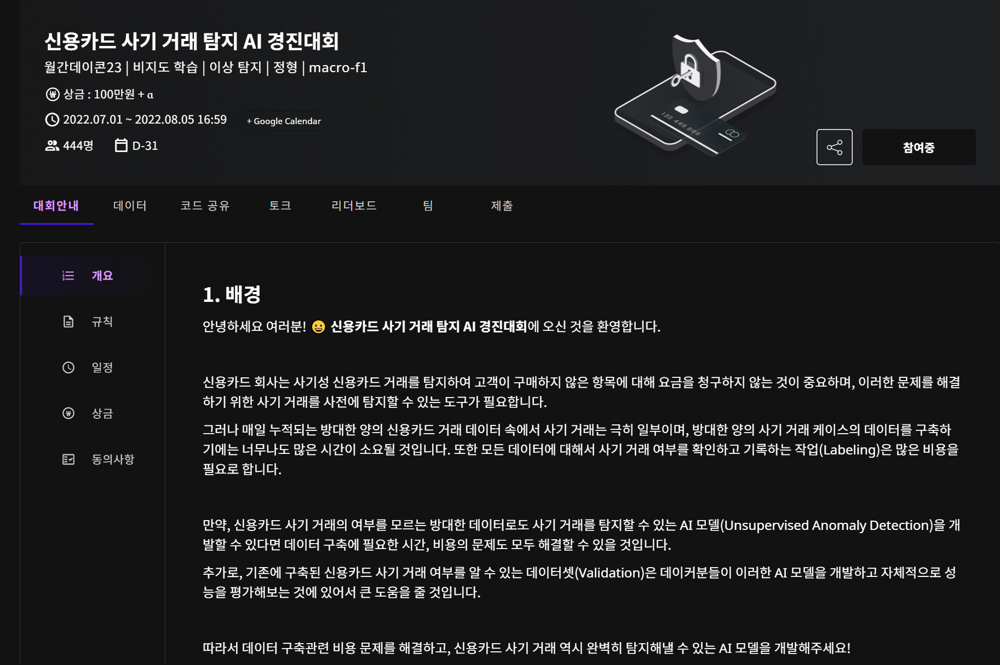 신용카드 사기 거래 탐지 AI 경진대회
월간데이콘23 | 비지도 학습 | 이상 탐지 | 정형 | macro-f1
상금 : 100만원 + α
2022.07.01 ~ 2022.08.05 16:59
+ Google Calendar
444명
D-31
133 446 889
참여중
대회안내
데이터
코드 공유
토크
리더보드
팀
제출
개요
규칙
일정
상금
동의사항
1. 배경
안녕하세요 여러분! 😀 신용카드 사기 거래 탐지 AI 경진대회에 오신 것을 환영합니다.
신용카드 회사는 사기성 신용카드 거래를 탐지하여 고객이 구매하지 않은 항목에 대해 요금을 청구하지 않는 것이 중요하며, 이러한 문제를 해결
하기 위한 사기 거래를 사전에 탐지할 수 있는 도구가 필요합니다.
그러나 매일 누적되는 방대한 양의 신용카드 거래 데이터 속에서 사기 거래는 극히 일부이며, 방대한 양의 사기 거래 케이스의 데이터를 구축하
기에는 너무나도 많은 시간이 소요될 것입니다. 또한 모든 데이터에 대해서 사기 거래 여부를 확인하고 기록하는 작업(Labeling)은 많은 비용을
필요로 합니다.
만약, 신용카드 사기 거래의 여부를 모르는 방대한 데이터로도 사기 거래를 탐지할 수 있는 AI 모델(Unsupervised Anomaly Detection)을 개
발할 수 있다면 데이터 구축에 필요한 시간, 비용의 문제도 모두 해결할 수 있을 것입니다.
추가로, 기존에 구축된 신용카드 사기 거래 여부를 알 수 있는 데이터셋(Validation)은 데이커분들이 이러한 AI 모델을 개발하고 자체적으로 성
능을 평가해보는 것에 있어서 큰 도움을 줄 것입니다.
따라서 데이터 구축관련 비용 문제를 해결하고, 신용카드 사기 거래 역시 완벽히 탐지해낼 수 있는 AI 모델을 개발해주세요!